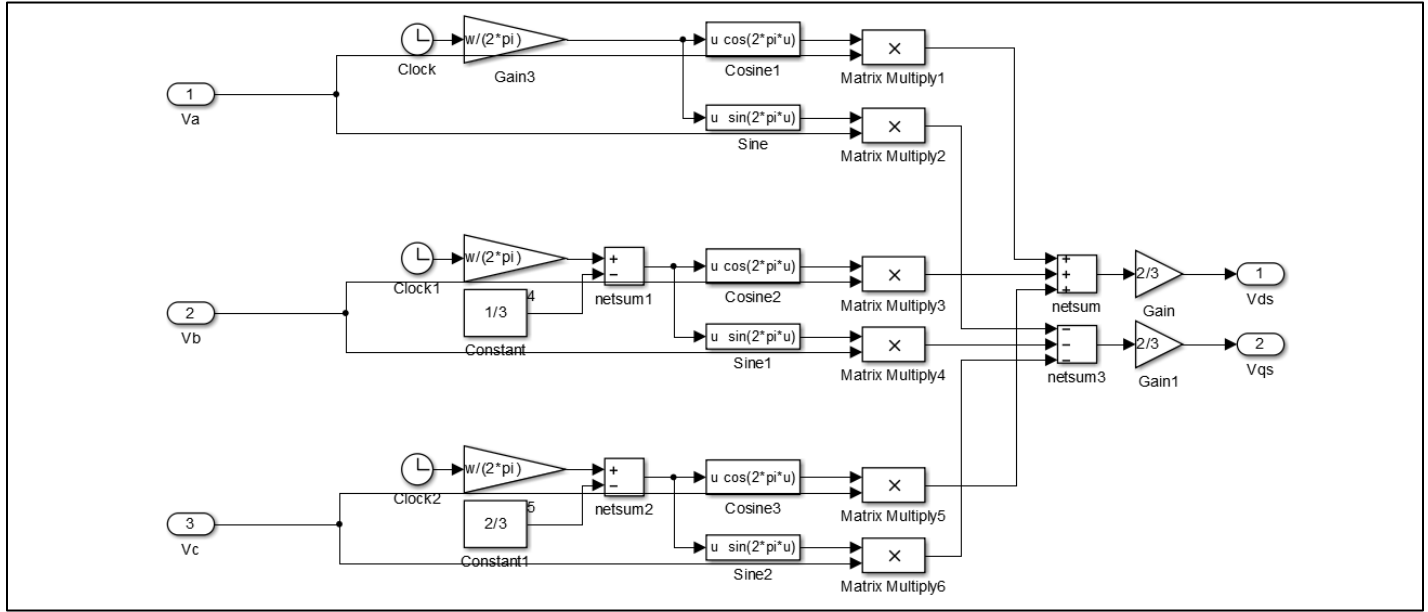 w/(2*pi)
u cos(2*pi*u)
×
Clock
Gain3
Cosine1
Matrix Multiply1
1
Va
u sin(2*pi*u)
×
Sine
Matrix Multiply2
w/(2*pi)
+
−
u cos(2*pi*u)
×
+
+
+
2/3
1
Clock1
4
netsum1
Cosine2
Matrix Multiply3
netsum
Gain
Vds
2
Vb
1/3
Constant
u sin(2*pi*u)
×
Sine1
Matrix Multiply4
−
−
−
2/3
2
netsum3
Gain1
Vqs
w/(2*pi)
+
−
u cos(2*pi*u)
×
Clock2
5
netsum2
Cosine3
Matrix Multiply5
3
Vc
2/3
Constant1
u sin(2*pi*u)
×
Sine2
Matrix Multiply6